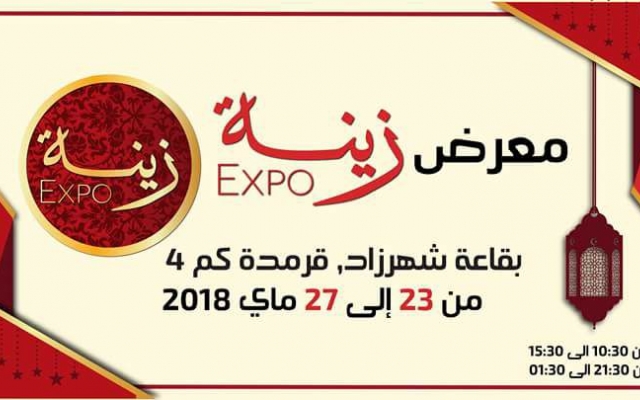 زينة
EXPO
معرض زينة
EXPO
بقاعة شهرزاد, قرمدة كم 4
من 23 إلى 27 ماي 2018
10:30 الى 15:30
21:30 الى 01:30